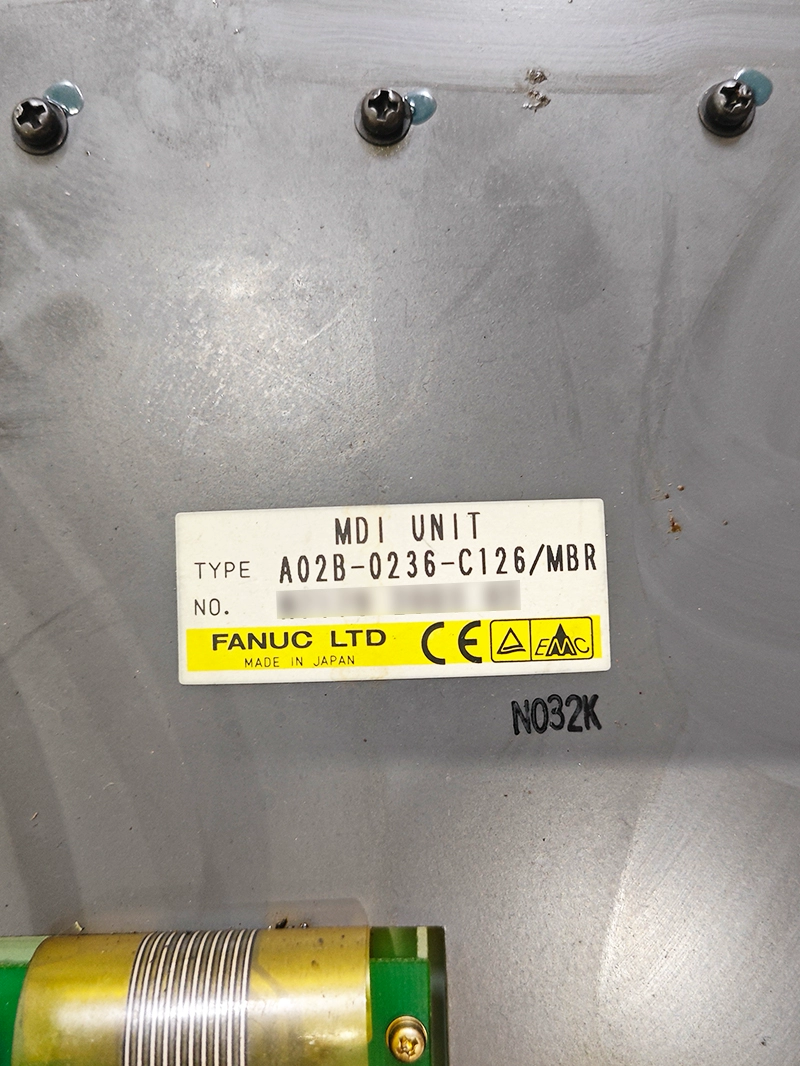 MDI UNIT
TYPE A02B-0236-C126/MBR
NO.
FANUC LTD
MADE IN JAPAN
CE
EMC
N032K